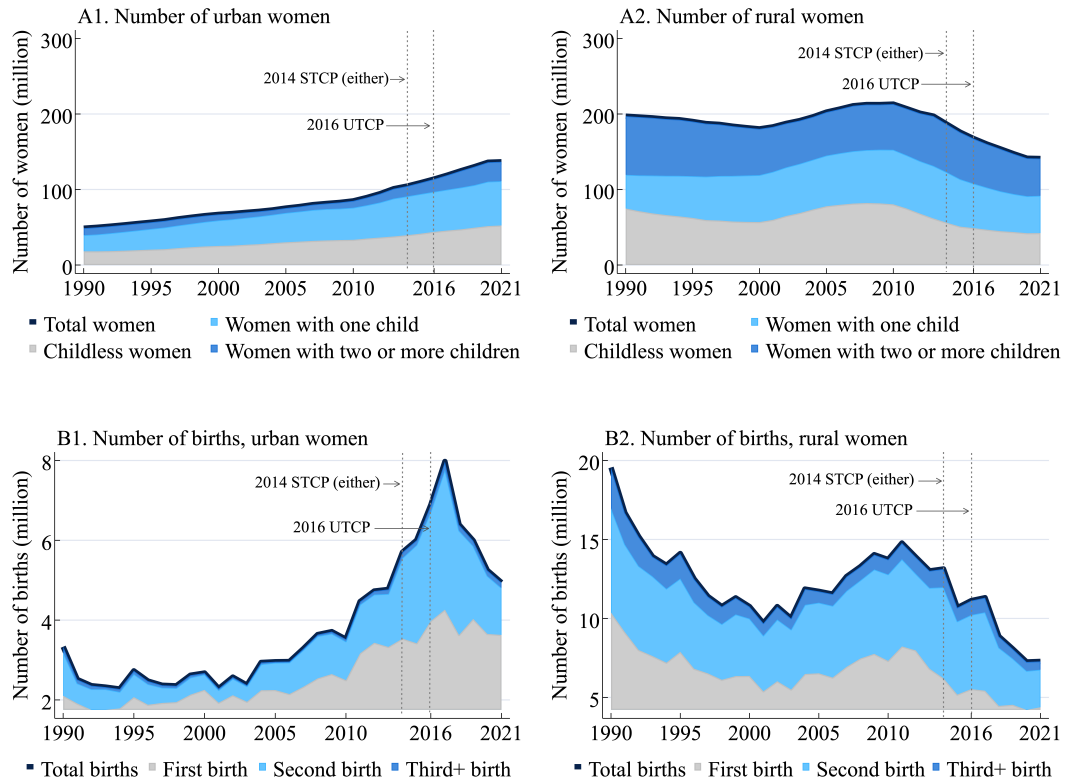 A1. Number of urban women
Number of women (million)
300
200
100
0
2014 STCP (either)
2016 UTCP
1990 1995 2000 2005 2010 2016 2021
Total women Women with one child
Childless women Women with two or more children
A2. Number of rural women
Number of women (million)
300
200
100
0
2014 STCP (either)
2016 UTCP
1990 1995 2000 2005 2010 2016 2021
Total women Women with one child
Childless women Women with two or more children
B1. Number of births, urban women
Number of births (million)
8
6
4
2
2014 STCP (either)
2016 UTCP
1990 1995 2000 2005 2010 2016 2021
Total births First birth Second birth Third+ birth
B2. Number of births, rural women
Number of births (million)
20
15
10
5
2014 STCP (either)
2016 UTCP
1990 1995 2000 2005 2010 2016 2021
Total births First birth Second birth Third+ birth